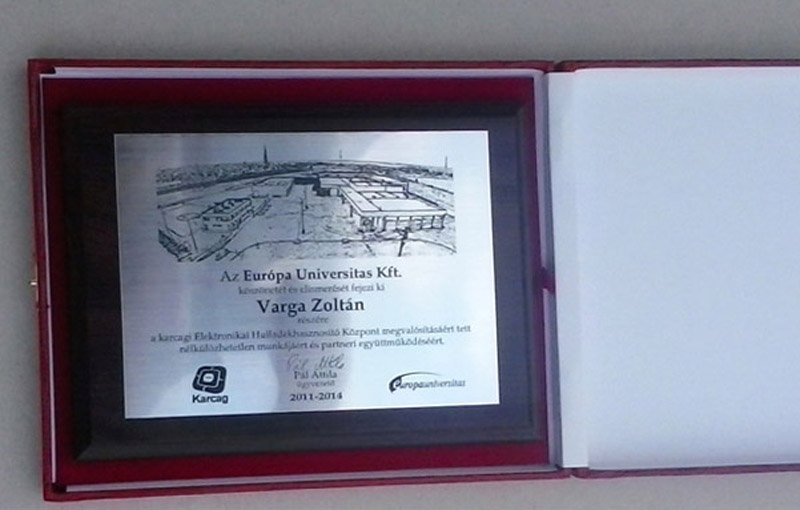 Az Európa Universitas Kft.
köszönetét és elismerését fejezi ki
Varga Zoltán
részére
a karcagi Elektronikai Hulladékhasznosító Központ megvalósításáért tett
nélkülözhetetlen munkájáért és partneri együttműködéséért.
Pál Attila
ügyvezető
2011-2014
Karcag
europauniversitas